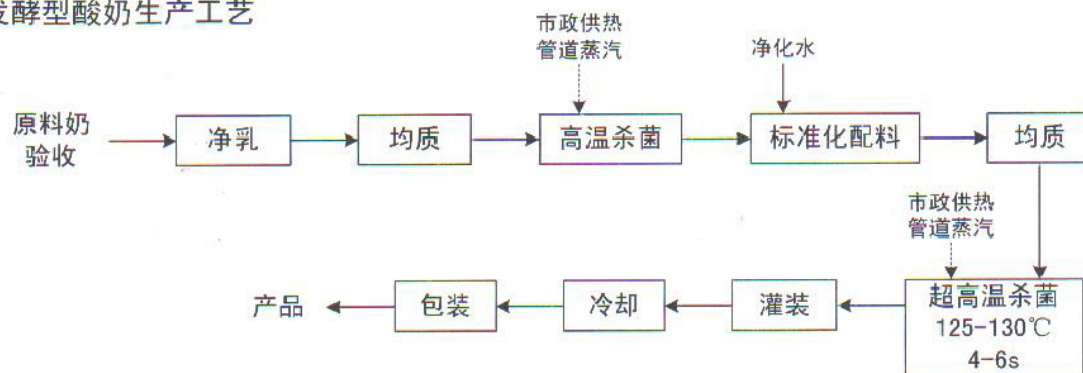 发酵型酸奶生产工艺
市政供热
管道蒸汽
净化水
原料奶
验收
净乳
均质
高温杀菌
标准化配料
均质
市政供热
管道蒸汽
产品
包装
冷却
灌装
超高温杀菌
125-130℃
4-6s